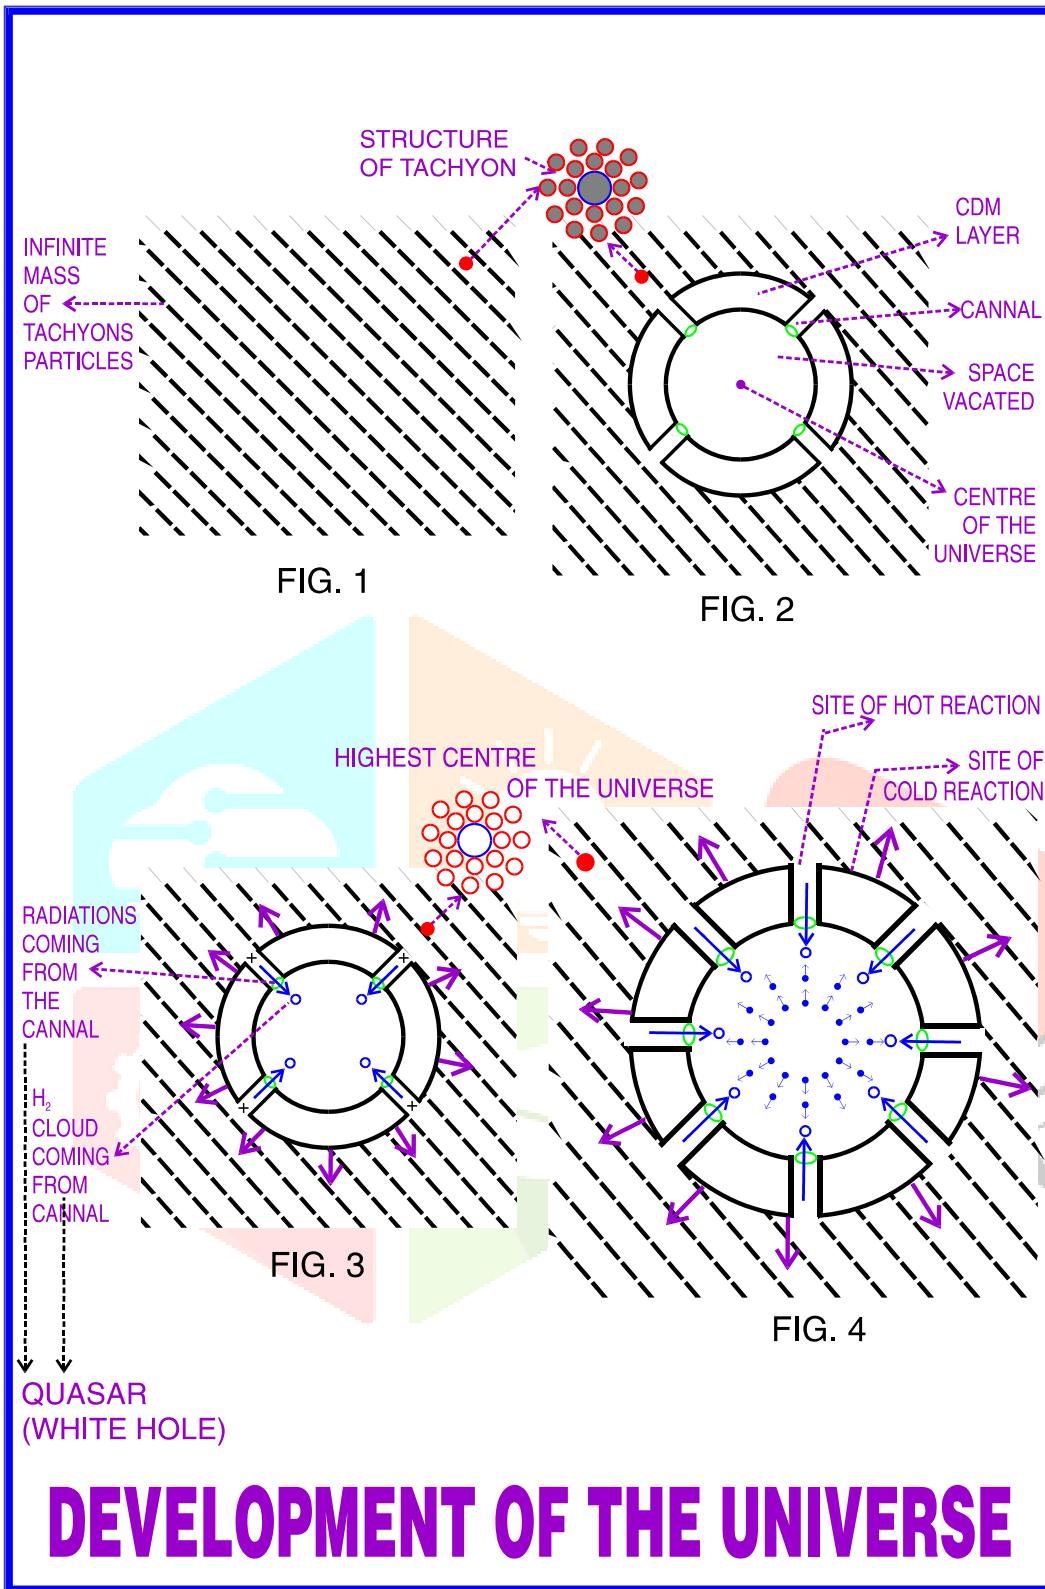 STRUCTURE
OF TACHYON
INFINITE
MASS
OF
TACHYONS
PARTICLES
CDM
LAYER
CANNAL
SPACE
VACATED
CENTRE
OF THE
UNIVERSE
FIG. 1
FIG. 2
SITE OF HOT REACTION
HIGHEST CENTRE
OF THE UNIVERSE
SITE OF
COLD REACTION
RADIATIONS
COMING
FROM
THE
CANNAL
H2
CLOUD
COMING
FROM
CANNAL
+
+
+
+
FIG. 3
FIG. 4
QUASAR
(WHITE HOLE)
DEVELOPMENT OF THE UNIVERSE